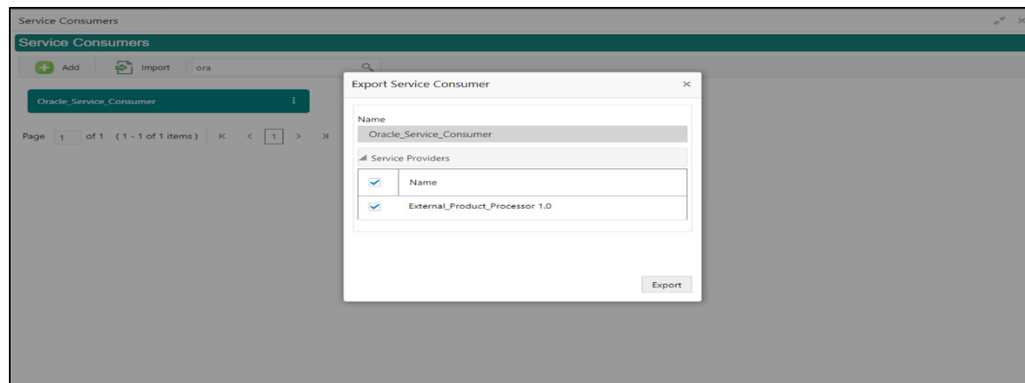 Service Consumers
Service Consumers
Add Import ora
Oracle_Service_Consumer
Page 1 of 1 (1 - 1 of 1 items) 1
Export Service Consumer
Name
Oracle_Service_Consumer
Service Providers
Name
External_Product_Processor 1.0
Export